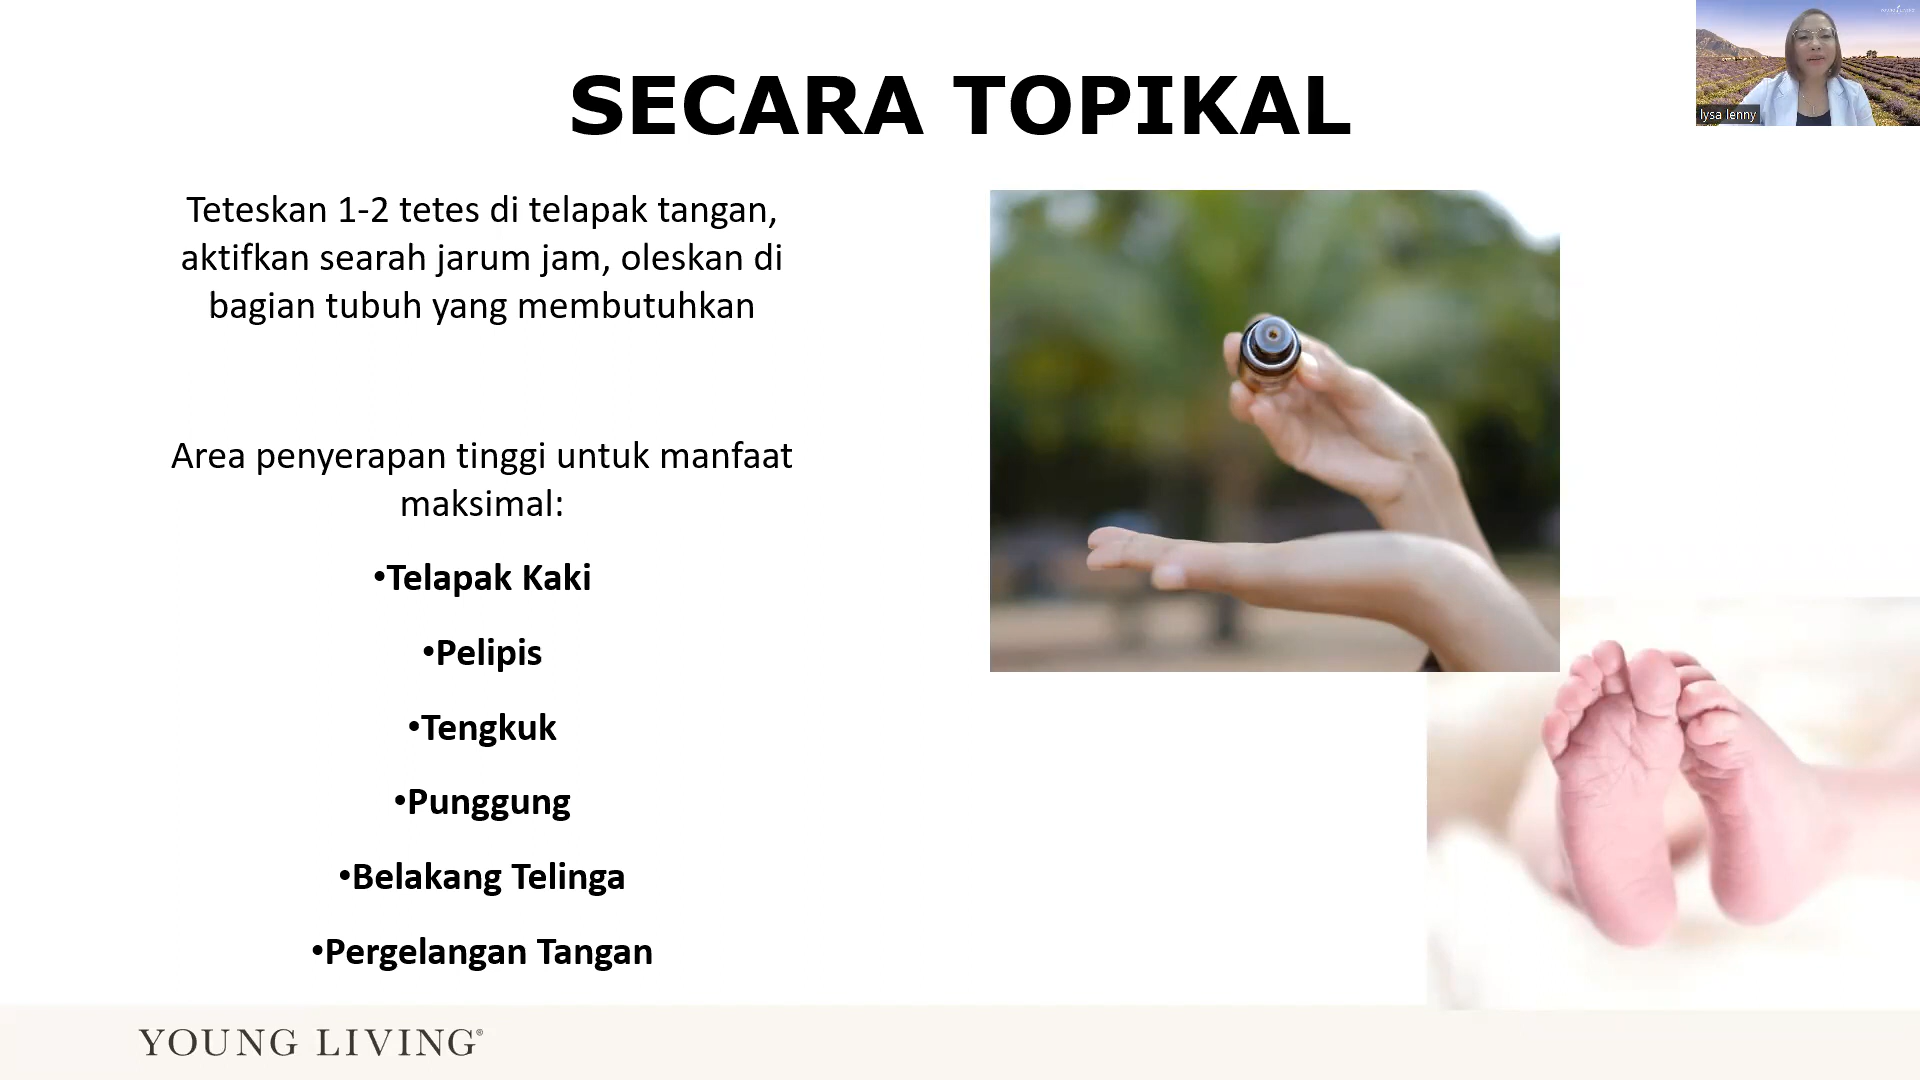 SECARA TOPIKAL
lysa lenny
Teteskan 1-2 tetes di telapak tangan,
aktifkan searah jarum jam, oleskan di
bagian tubuh yang membutuhkan
Area penyerapan tinggi untuk manfaat
maksimal:
•Telapak Kaki
•Pelipis
•Tengkuk
•Punggung
•Belakang Telinga
•Pergelangan Tangan
YOUNG LIVING®